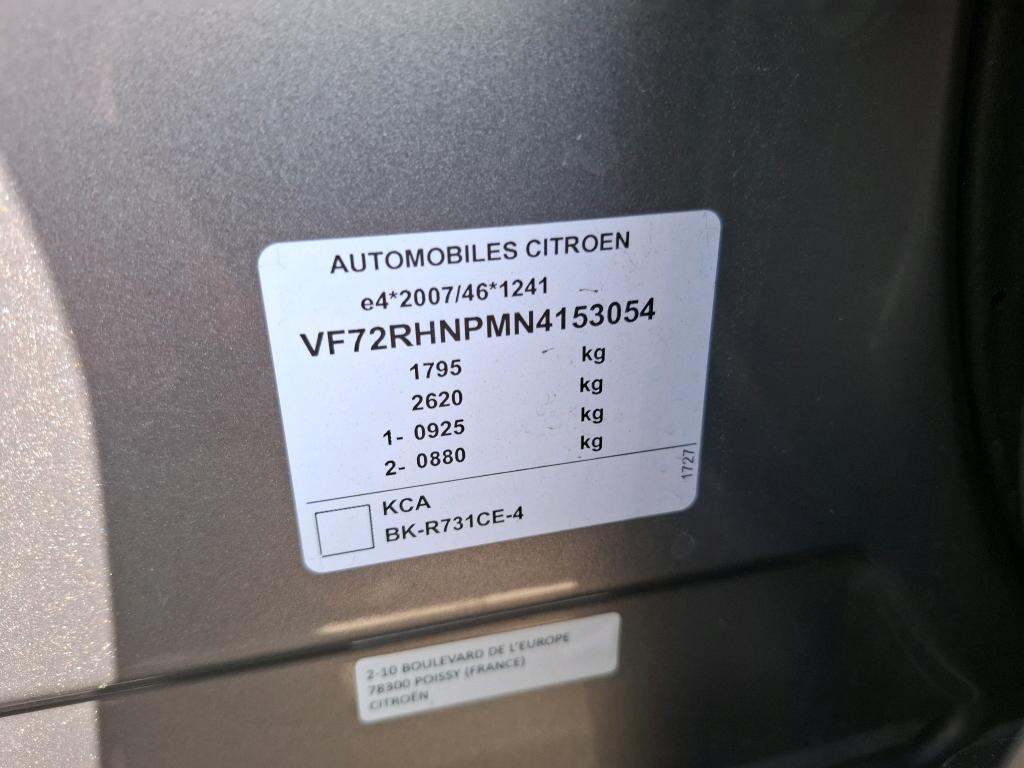 AUTOMOBILES CITROEN
e4*2007/46*1241
VF72RHNPMN4153054
1795 kg
2620 kg
1- 0925 kg
2- 0880 kg
1727
KCA
BK-R731CE-4
2-10 BOULEVARD DE L'EUROPE
78300 POISSY (FRANCE)
CITROËN